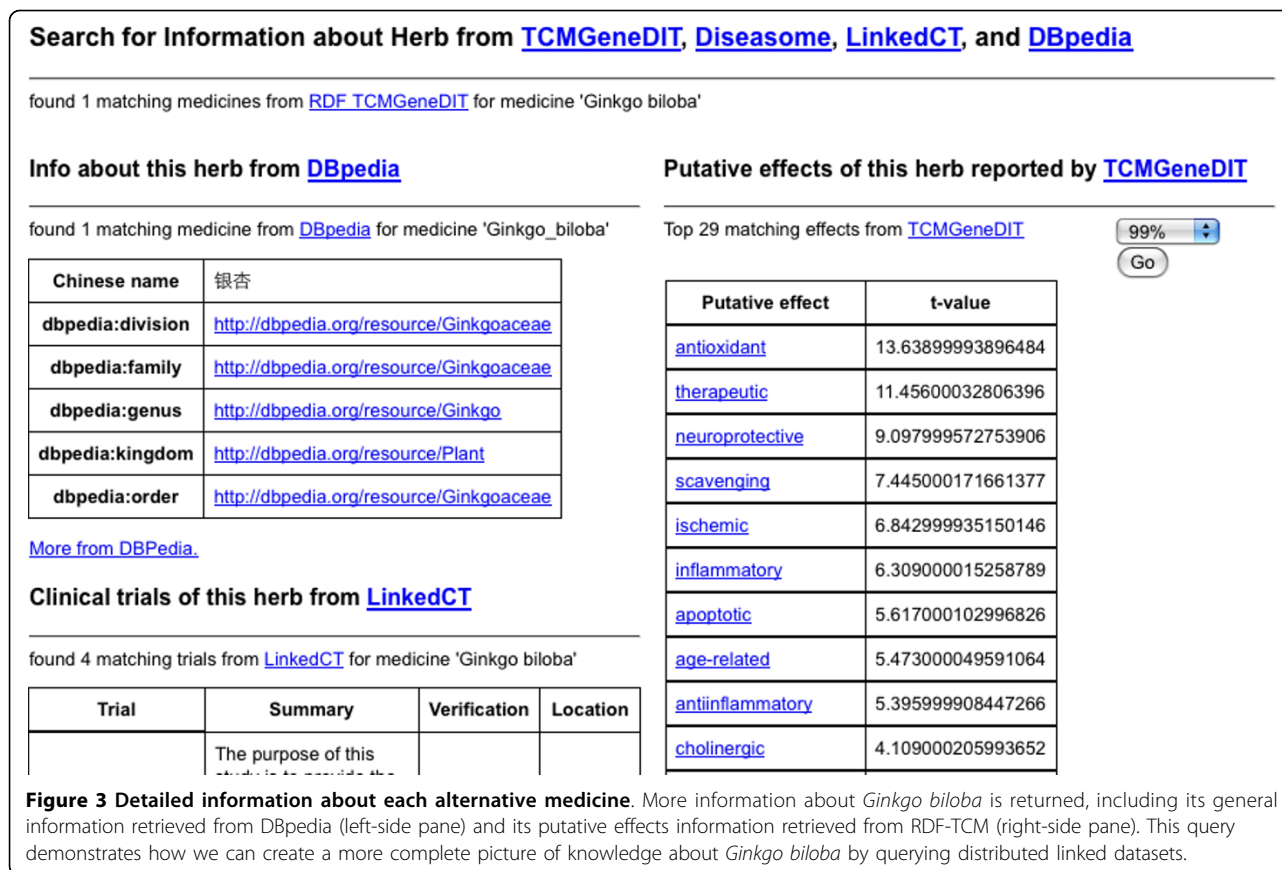 Search for Information about Herb from TCMGeneDIT, Diseasome, LinkedCT, and DBpedia
found 1 matching medicines from RDF TCMGeneDIT for medicine 'Ginkgo biloba'
Info about this herb from DBpedia
found 1 matching medicine from DBpedia for medicine 'Ginkgo_biloba'
Chinese name 银杏
dbpedia:division http://dbpedia.org/resource/Ginkgoaceae
dbpedia:family http://dbpedia.org/resource/Ginkgoaceae
dbpedia:genus http://dbpedia.org/resource/Ginkgo
dbpedia:kingdom http://dbpedia.org/resource/Plant
dbpedia:order http://dbpedia.org/resource/Ginkgoaceae
More from DBPedia.
Clinical trials of this herb from LinkedCT
found 4 matching trials from LinkedCT for medicine 'Ginkgo biloba'
Trial Summary Verification Location
The purpose of this
study is to provide the
Putative effects of this herb reported by TCMGeneDIT
Top 29 matching effects from TCMGeneDIT
99%
Go
Putative effect t-value
antioxidant 13.63899993896484
therapeutic 11.45600032806396
neuroprotective 9.097999572753906
scavenging 7.445000171661377
ischemic 6.842999935150146
inflammatory 6.309000015258789
apoptotic 5.617000102996826
age-related 5.473000049591064
antiinflammatory 5.395999908447266
cholinergic 4.109000205993652
Figure 3 Detailed information about each alternative medicine. More information about Ginkgo biloba is returned, including its general
information retrieved from DBpedia (left-side pane) and its putative effects information retrieved from RDF-TCM (right-side pane). This query
demonstrates how we can create a more complete picture of knowledge about Ginkgo biloba by querying distributed linked datasets.